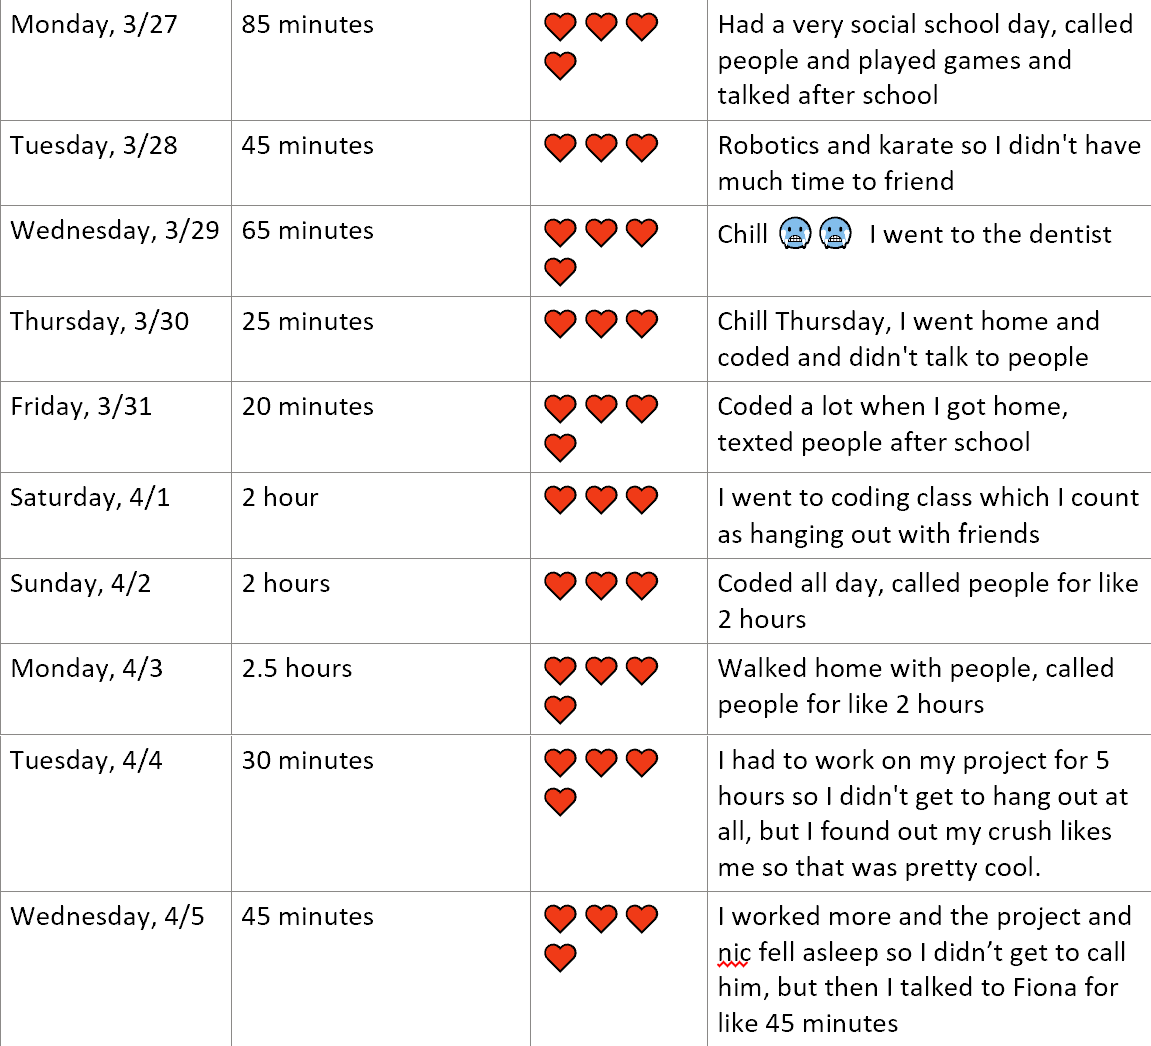 Monday, 3/27 85 minutes ❤️❤️❤️ Had a very social school day, called
❤️ people and played games and
talked after school
Tuesday, 3/28 45 minutes ❤️❤️❤️ Robotics and karate so I didn't have
much time to friend
Wednesday, 3/29 65 minutes ❤️❤️❤️ Chill 🥶🥶 I went to the dentist
❤️
Thursday, 3/30 25 minutes ❤️❤️❤️ Chill Thursday, I went home and
coded and didn't talk to people
Friday, 3/31 20 minutes ❤️❤️❤️ Coded a lot when I got home,
❤️ texted people after school
Saturday, 4/1 2 hour ❤️❤️❤️ I went to coding class which I count
as hanging out with friends
Sunday, 4/2 2 hours ❤️❤️❤️ Coded all day, called people for like
2 hours
Monday, 4/3 2.5 hours ❤️❤️❤️ Walked home with people, called
❤️ people for like 2 hours
Tuesday, 4/4 30 minutes ❤️❤️❤️ I had to work on my project for 5
❤️ hours so I didn't get to hang out at
all, but I found out my crush likes
me so that was pretty cool.
Wednesday, 4/5 45 minutes ❤️❤️❤️ I worked more and the project and
❤️ nic fell asleep so I didn’t get to call
him, but then I talked to Fiona for
like 45 minutes